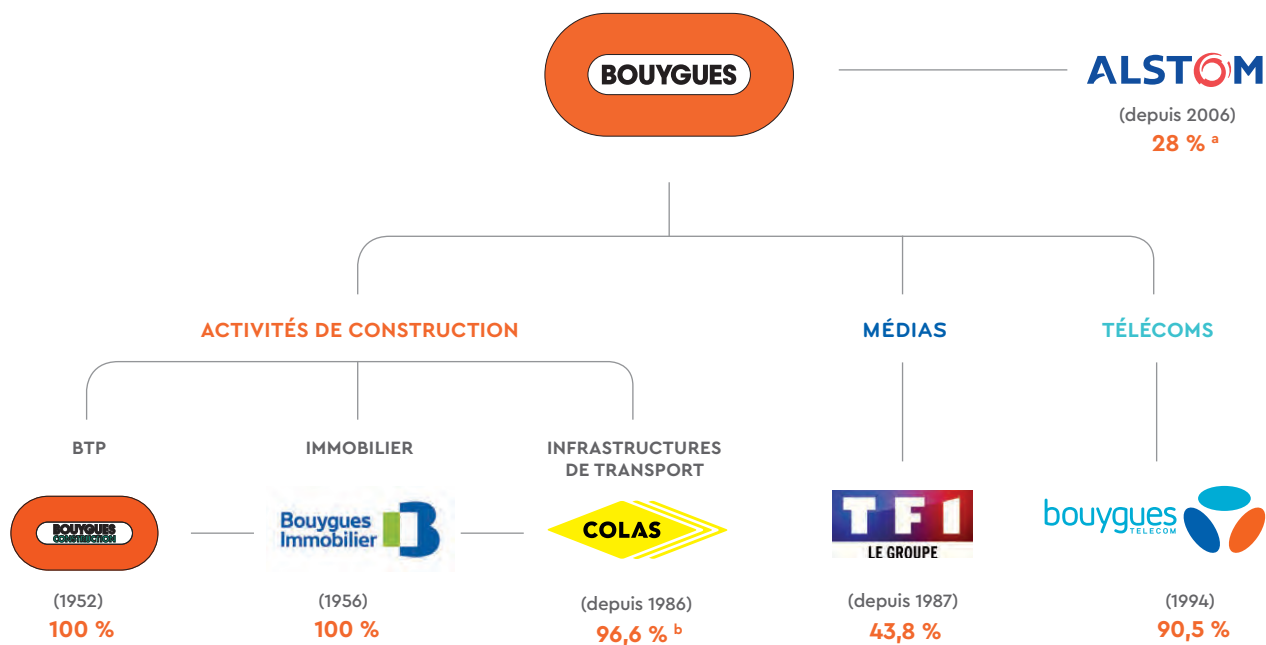 BOUYGUES
ALSTOM
(depuis 2006)
28 % ᵃ
ACTIVITÉS DE CONSTRUCTION
MÉDIAS
TÉLÉCOMS
BTP
IMMOBILIER
INFRASTRUCTURES
DE TRANSPORT
BOUYGUES
CONSTRUCTION
Bouygues
Immobilier
COLAS
TF1
LE GROUPE
bouygues
TELECOM
(1952)
100 %
(1956)
100 %
(depuis 1986)
96,6 % ᵇ
(depuis 1987)
43,8 %
(1994)
90,5 %